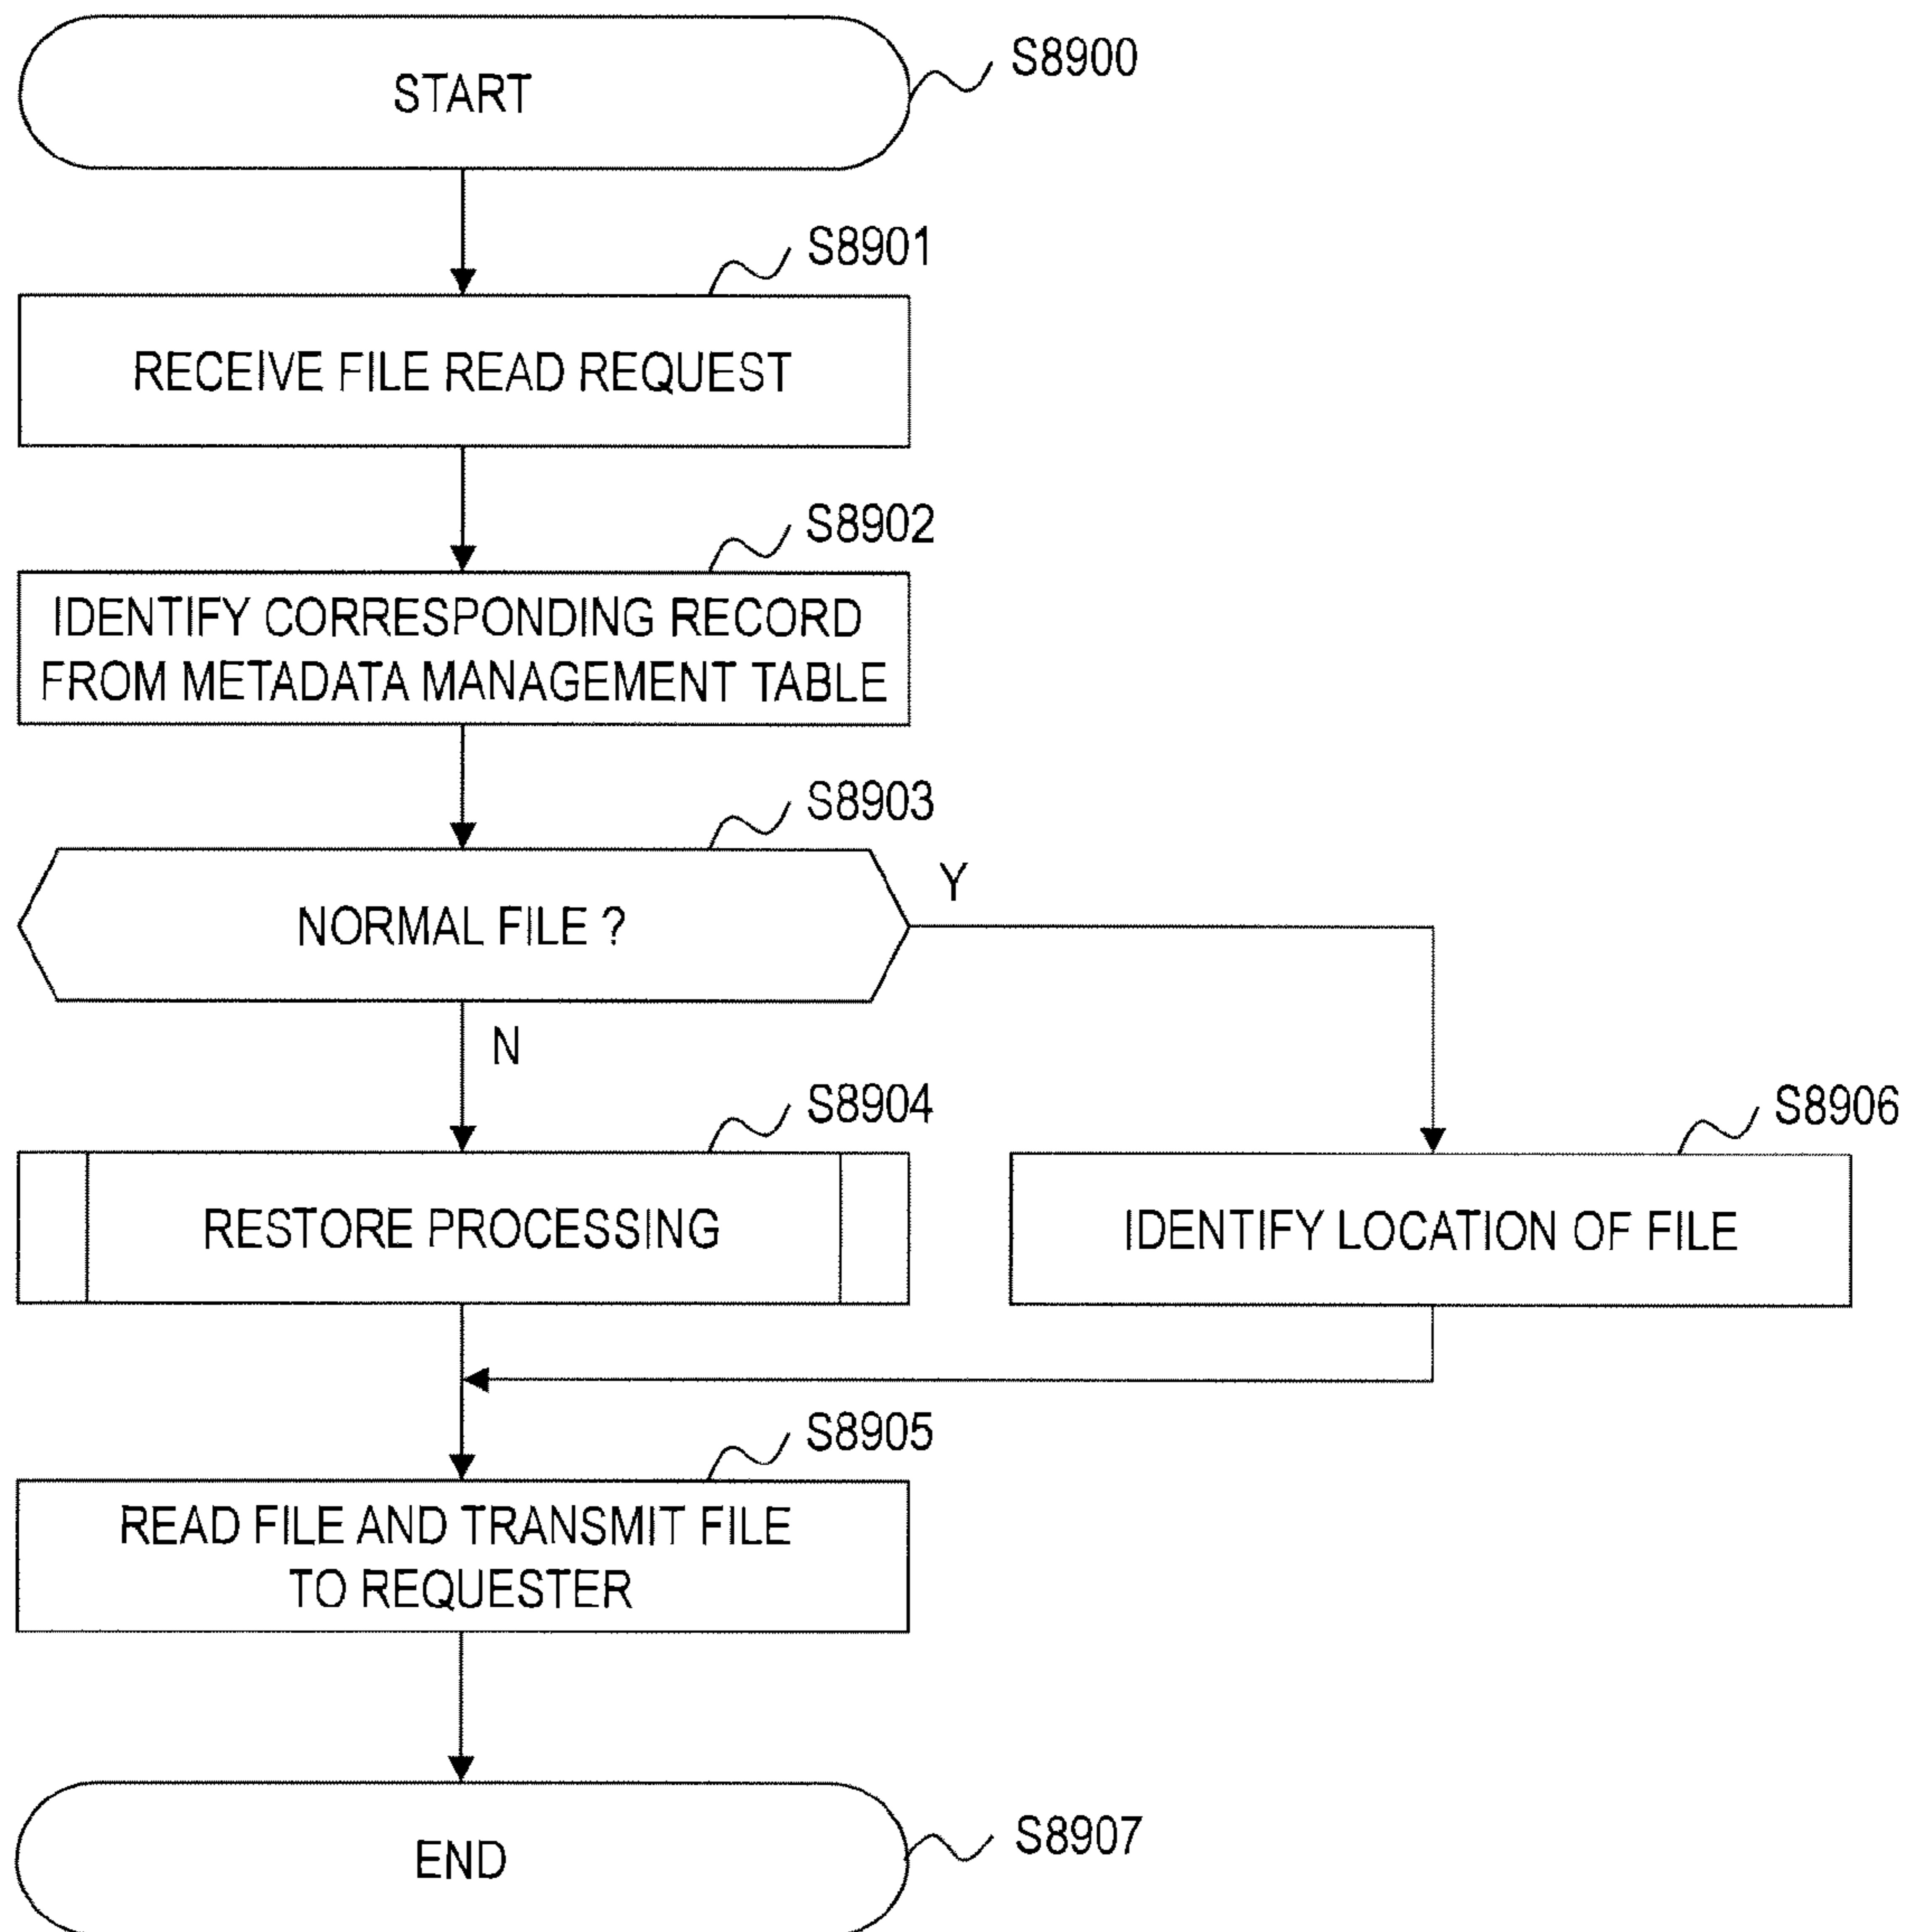 START
S8900
S8901
RECEIVE FILE READ REQUEST
S8902
IDENTIFY CORRESPONDING RECORD
FROM METADATA MANAGEMENT TABLE
S8903
NORMAL FILE ?
Y
N
S8904
RESTORE PROCESSING
S8906
IDENTIFY LOCATION OF FILE
S8905
READ FILE AND TRANSMIT FILE
TO REQUESTER
END
S8907